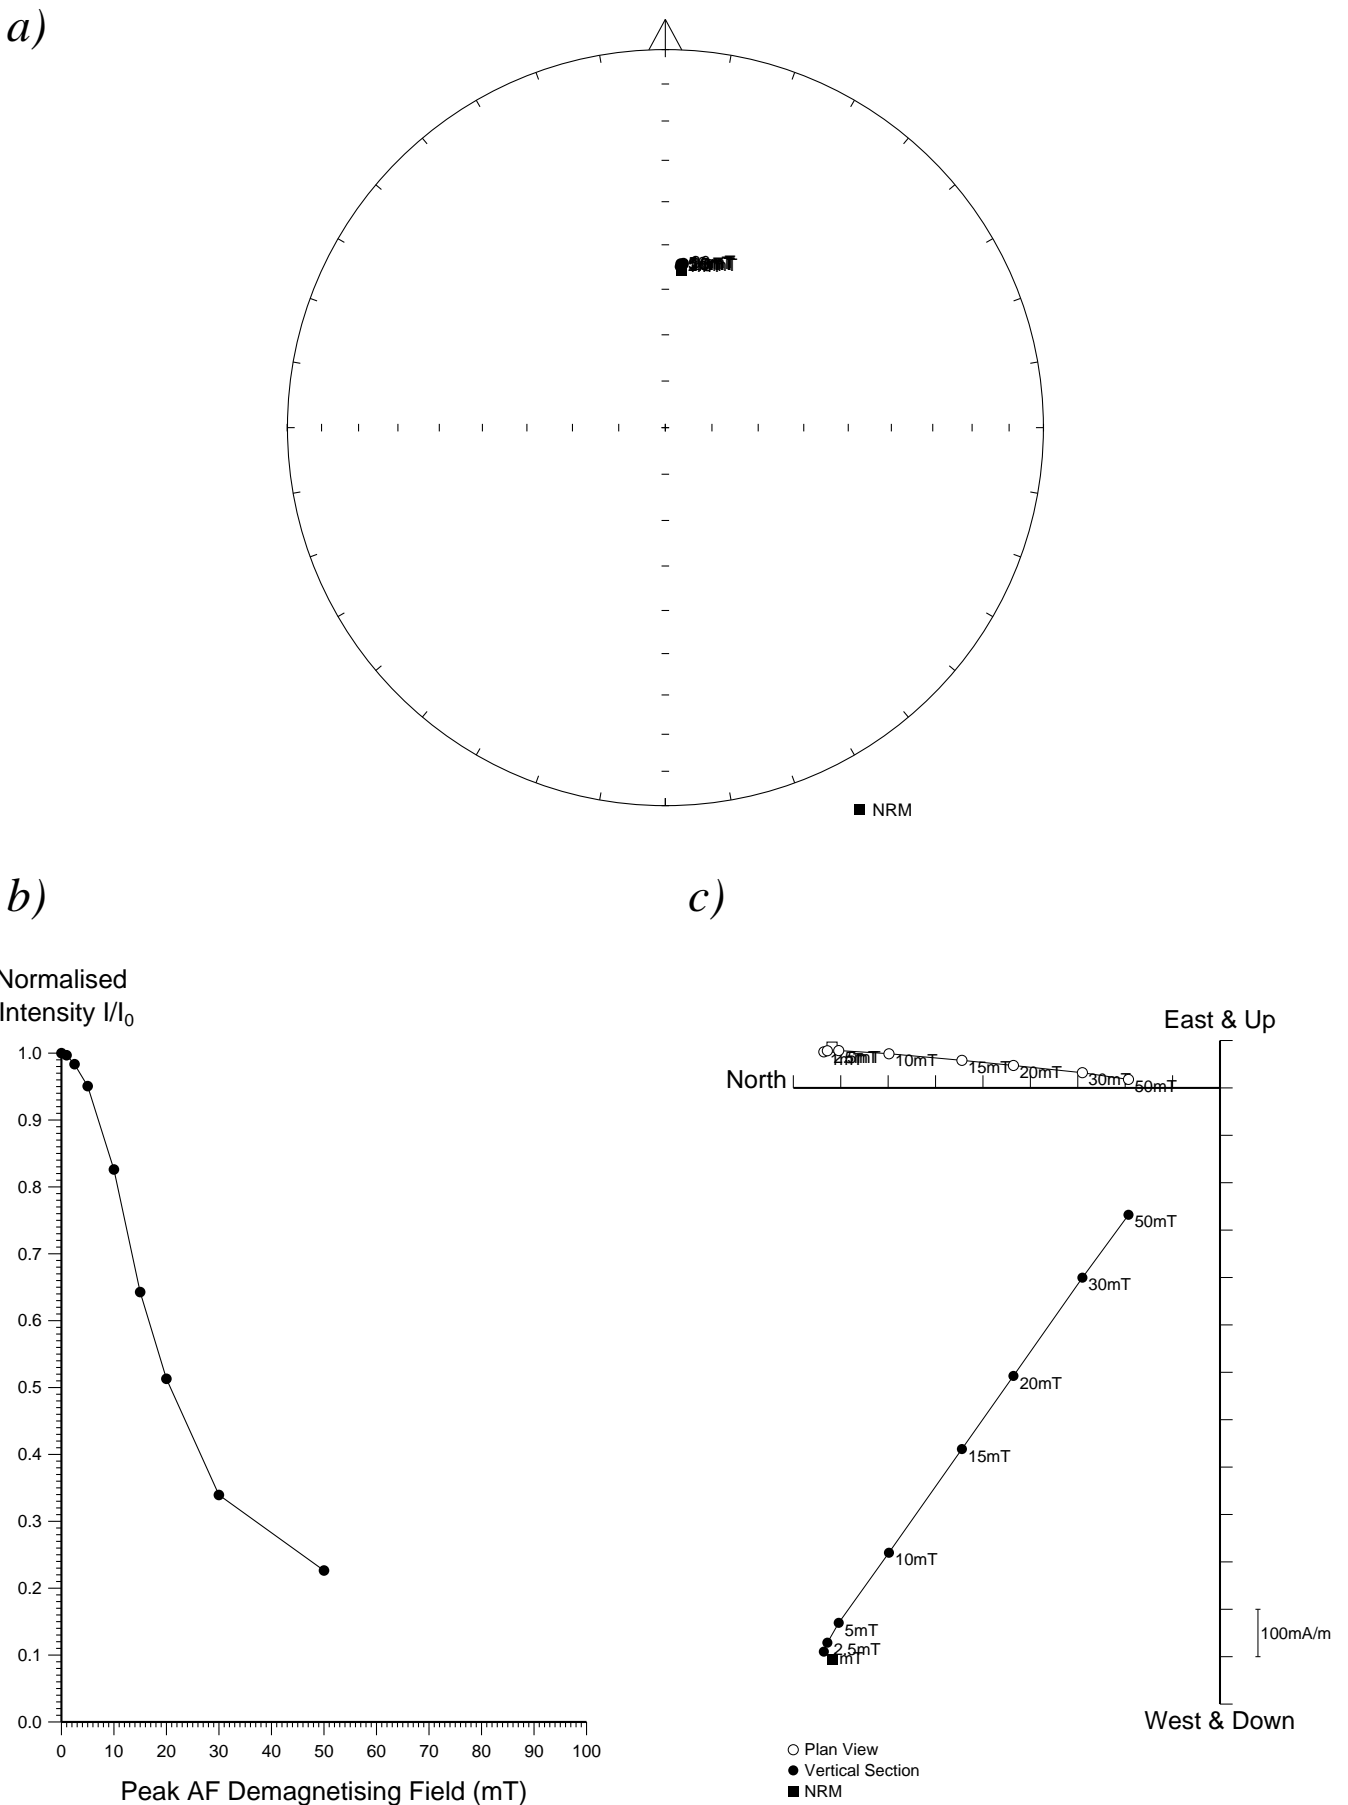 a)
NRM
b)
c)
Normalised
Intensity I/I0
1.0
0.9
0.8
0.7
0.6
0.5
0.4
0.3
0.2
0.1
0.0
0 10 20 30 40 50 60 70 80 90 100
Peak AF Demagnetising Field (mT)
East & Up
North
10mT
15mT
20mT
30mT
50mT
50mT
30mT
20mT
15mT
10mT
5mT
2.5mT
100mA/m
West & Down
Plan View
Vertical Section
NRM